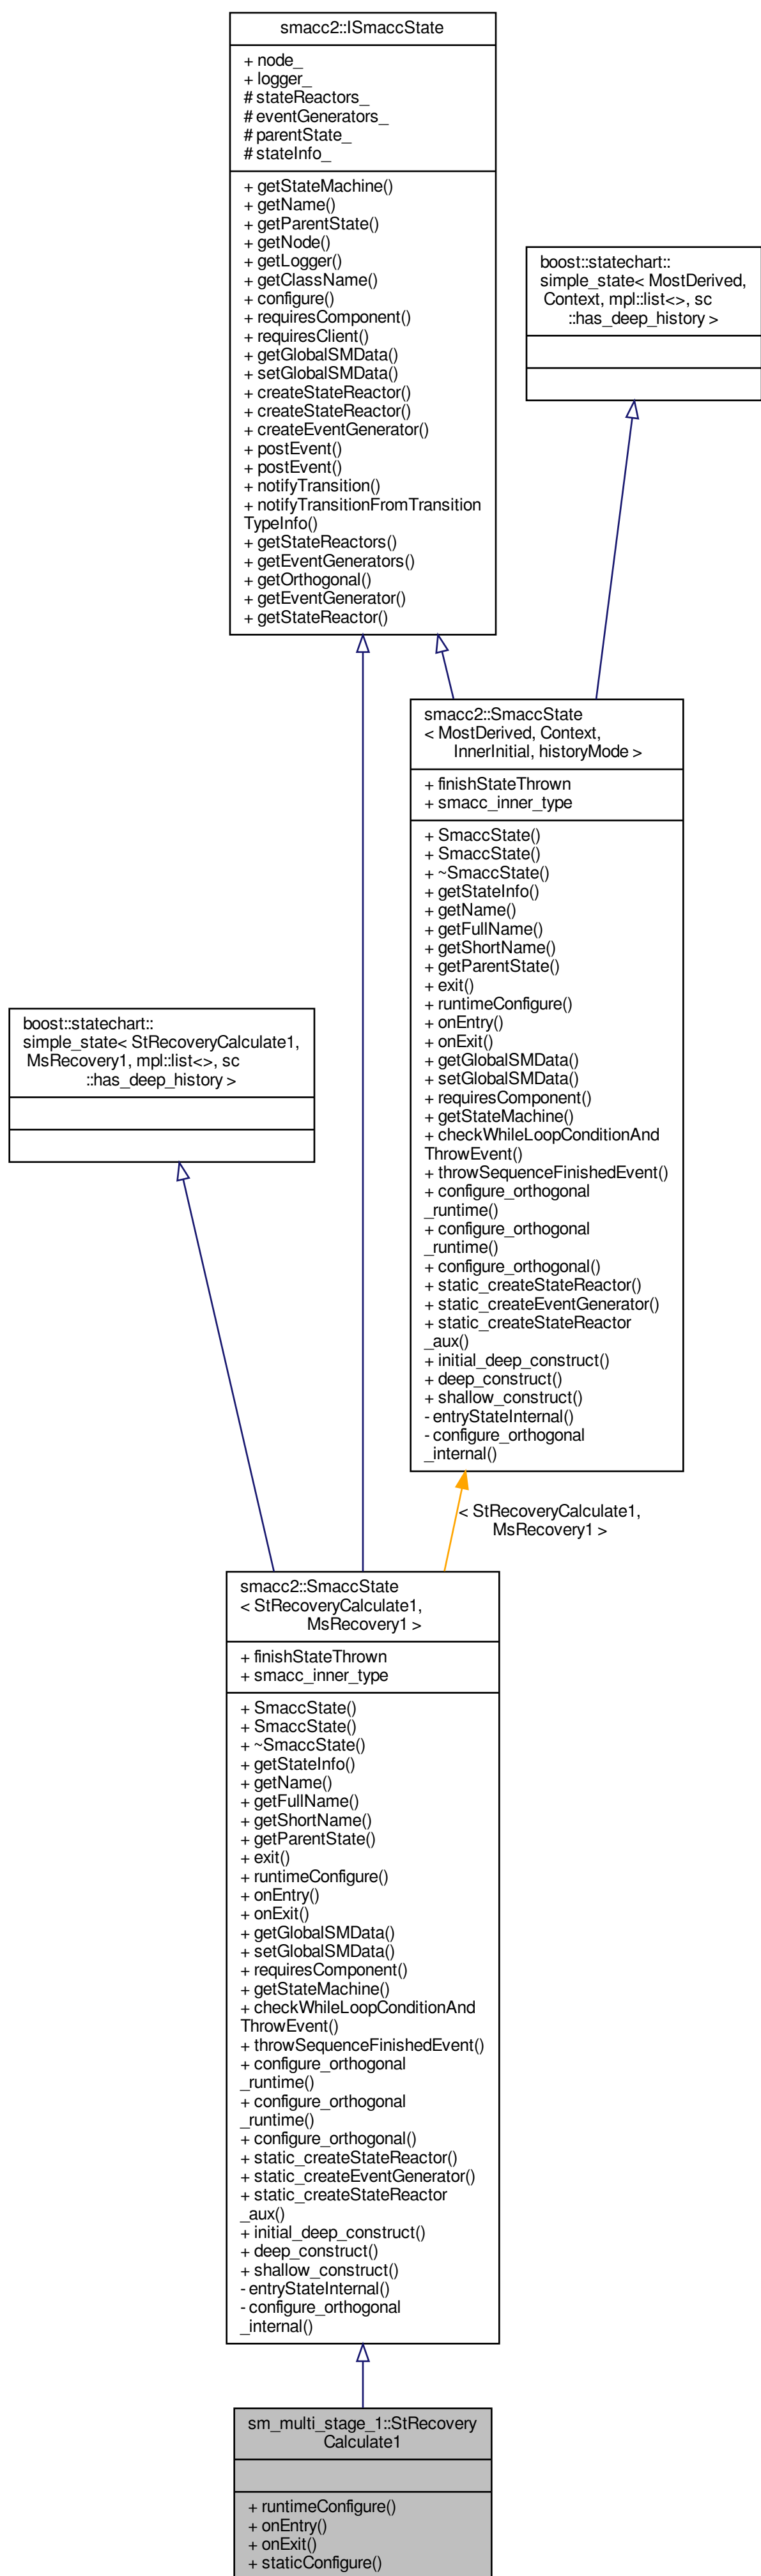 smacc2::ISmaccState
+ node_
+ logger_
# stateReactors_
# eventGenerators_
# parentState_
# stateInfo_
+ getStateMachine()
+ getName()
+ getParentState()
+ getNode()
+ getLogger()
+ getClassName()
+ configure()
+ requiresComponent()
+ requiresClient()
+ getGlobalSMData()
+ setGlobalSMData()
+ createStateReactor()
+ createStateReactor()
+ createEventGenerator()
+ postEvent()
+ postEvent()
+ notifyTransition()
+ notifyTransitionFromTransition
TypeInfo()
+ getStateReactors()
+ getEventGenerators()
+ getOrthogonal()
+ getEventGenerator()
+ getStateReactor()
boost::statechart::
simple_state< MostDerived,
Context, mpl::list<>, sc
::has_deep_history >
smacc2::SmaccState
< MostDerived, Context,
InnerInitial, historyMode >
+ finishStateThrown
+ smacc_inner_type
+ SmaccState()
+ SmaccState()
+ ~SmaccState()
+ getStateInfo()
+ getName()
+ getFullName()
+ getShortName()
+ getParentState()
+ exit()
+ runtimeConfigure()
+ onEntry()
+ onExit()
+ getGlobalSMData()
+ setGlobalSMData()
+ requiresComponent()
+ getStateMachine()
+ checkWhileLoopConditionAnd
ThrowEvent()
+ throwSequenceFinishedEvent()
+ configure_orthogonal
_runtime()
+ configure_orthogonal
_runtime()
+ configure_orthogonal()
+ static_createStateReactor()
+ static_createEventGenerator()
+ static_createStateReactor
_aux()
+ initial_deep_construct()
+ deep_construct()
+ shallow_construct()
- entryStateInternal()
- configure_orthogonal
_internal()
boost::statechart::
simple_state< StRecoveryCalculate1,
MsRecovery1, mpl::list<>, sc
::has_deep_history >
< StRecoveryCalculate1,
MsRecovery1 >
smacc2::SmaccState
< StRecoveryCalculate1,
MsRecovery1 >
+ finishStateThrown
+ smacc_inner_type
+ SmaccState()
+ SmaccState()
+ ~SmaccState()
+ getStateInfo()
+ getName()
+ getFullName()
+ getShortName()
+ getParentState()
+ exit()
+ runtimeConfigure()
+ onEntry()
+ onExit()
+ getGlobalSMData()
+ setGlobalSMData()
+ requiresComponent()
+ getStateMachine()
+ checkWhileLoopConditionAnd
ThrowEvent()
+ throwSequenceFinishedEvent()
+ configure_orthogonal
_runtime()
+ configure_orthogonal
_runtime()
+ configure_orthogonal()
+ static_createStateReactor()
+ static_createEventGenerator()
+ static_createStateReactor
_aux()
+ initial_deep_construct()
+ deep_construct()
+ shallow_construct()
- entryStateInternal()
- configure_orthogonal
_internal()
sm_multi_stage_1::StRecovery
Calculate1
+ runtimeConfigure()
+ onEntry()
+ onExit()
+ staticConfigure()